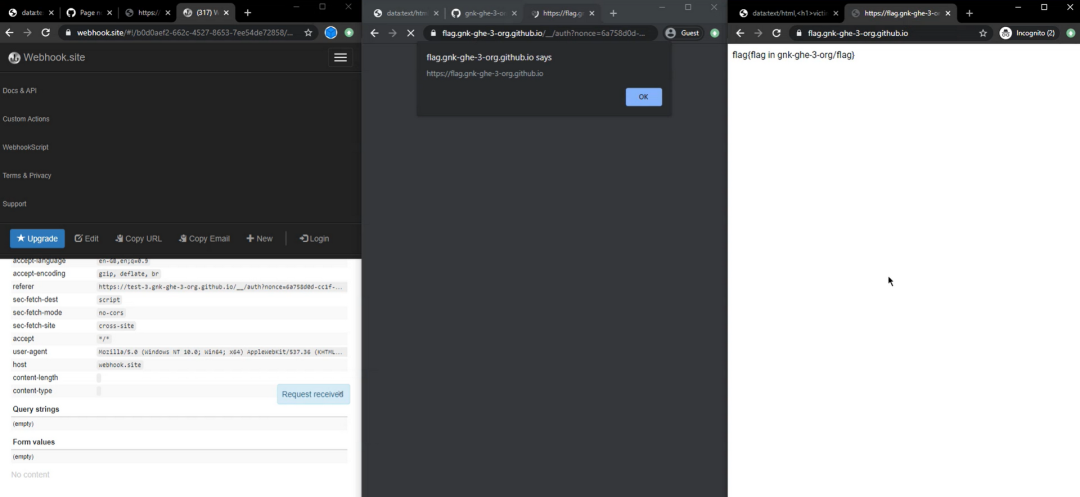 data:tex
Page n
https:/
(317) W
webhook.site/#!/b0d0aef2-662c-4527-8653-7ee54de72858/...
Webhook.site
Docs & API
Custom Actions
WebhookScript
Terms & Privacy
Support
Upgrade
Edit
Copy URL
Copy Email
New
Login
accept-language en-GB,en;q=0.9
accept-encoding gzip, deflate, br
referer https://test-3.gnk-ghe-3-org.github.io/__/auth?nonce=6a758d0d-cc1f-...
sec-fetch-dest script
sec-fetch-mode no-cors
sec-fetch-site cross-site
accept */*
user-agent Mozilla/5.0 (Windows NT 10.0; Win64; x64) AppleWebKit/537.36 (KHTML...
host webhook.site
content-length
content-type
Request received
Query strings
(empty)
Form values
(empty)
No content
data:text/html
gnk-ghe-3-org
https://flag.g
flag.gnk-ghe-3-org.github.io/__/auth?nonce=6a758d0d-...
Guest
flag.gnk-ghe-3-org.github.io says
https://flag.gnk-ghe-3-org.github.io
OK
data:text/html,<h1>victi
https://flag.gnk-ghe-3-o
flag.gnk-ghe-3-org.github.io
Incognito (2)
flag{flag in gnk-ghe-3-org/flag}